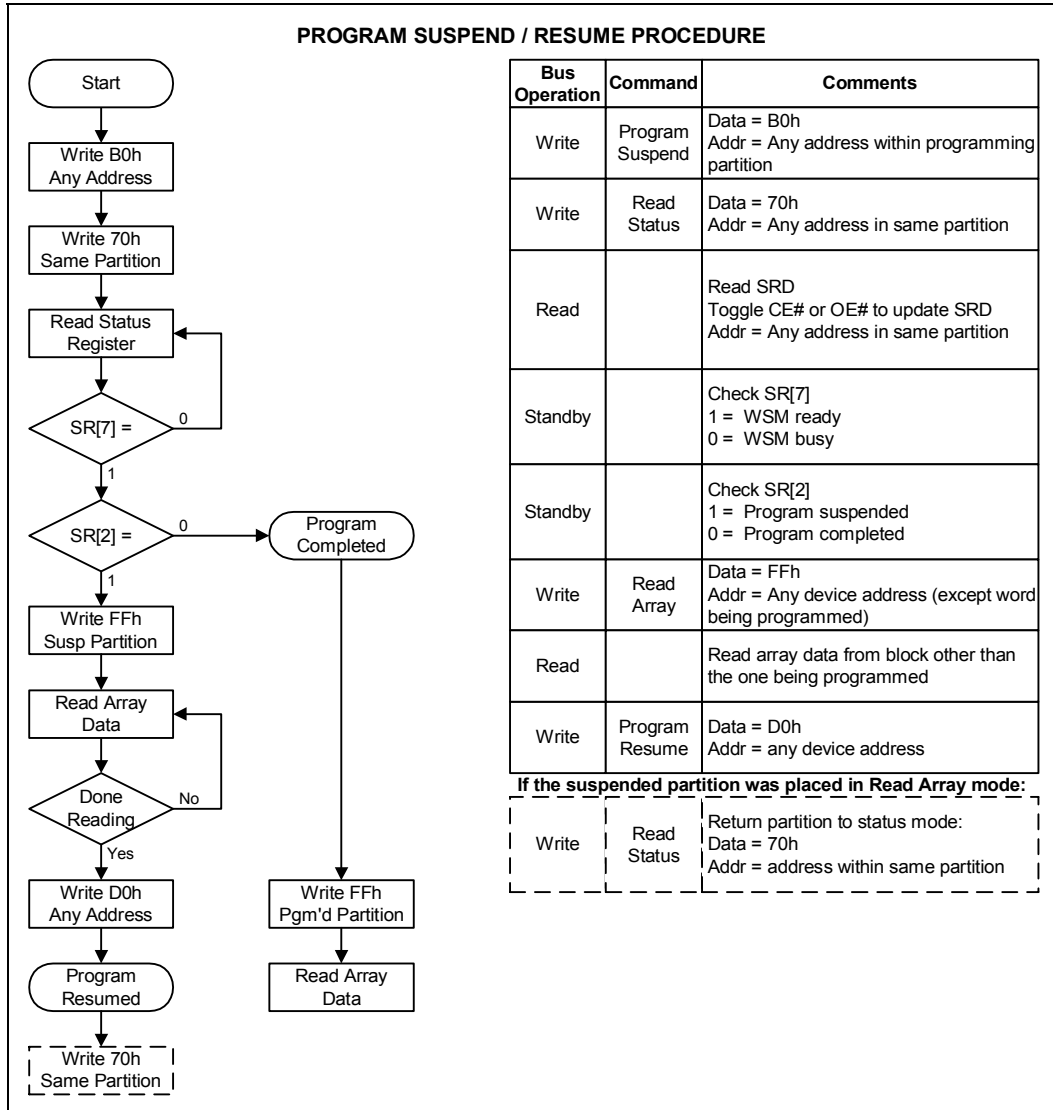 PROGRAM SUSPEND / RESUME PROCEDURE
Start
Write B0h
Any Address
Write 70h
Same Partition
Read Status
Register
SR[7] =
0
1
SR[2] =
0
1
Program
Completed
Write FFh
Susp Partition
Read Array
Data
Done
Reading
No
Yes
Write D0h
Any Address
Program
Resumed
Write 70h
Same Partition
Write FFh
Pgm'd Partition
Read Array
Data
Bus
Operation
Command
Comments
Write
Program
Suspend
Data = B0h
Addr = Any address within programming
partition
Write
Read
Status
Data = 70h
Addr = Any address in same partition
Read
Read SRD
Toggle CE# or OE# to update SRD
Addr = Any address in same partition
Standby
Check SR[7]
1 = WSM ready
0 = WSM busy
Standby
Check SR[2]
1 = Program suspended
0 = Program completed
Write
Read
Array
Data = FFh
Addr = Any device address (except word
being programmed)
Read
Read array data from block other than
the one being programmed
Write
Program
Resume
Data = D0h
Addr = any device address
If the suspended partition was placed in Read Array mode:
Write
Read
Status
Return partition to status mode:
Data = 70h
Addr = address within same partition